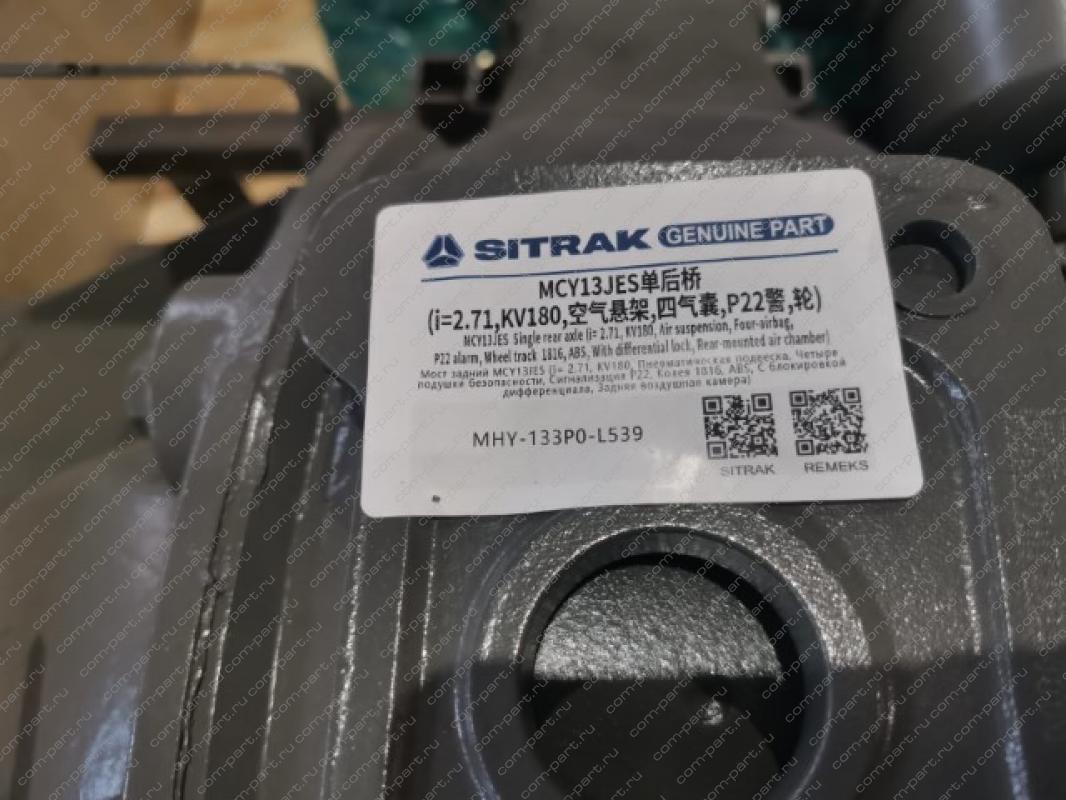 SITRAK GENUINE PART
MCY13JES单后桥
(i=2.71,KV180,空气悬架,四气囊,P22警,轮)
MCY13JES Single rear axle (i= 2.71, KV180, Air suspension, Four-airbag,
P22 alarm, Wheel track 1816, ABS, With differential lock, Rear-mounted air chamber)
Мост задний MCY13JES (i= 2.71, KV180, Пневматическая подвеска, Четыре
подушки безопасности, Сигнализация P22, Колея 1816, ABS, С блокировкой
дифференциала, Задняя воздушная камера)
MHY-133P0-L539
SITRAK REMEKS
com-part.ru